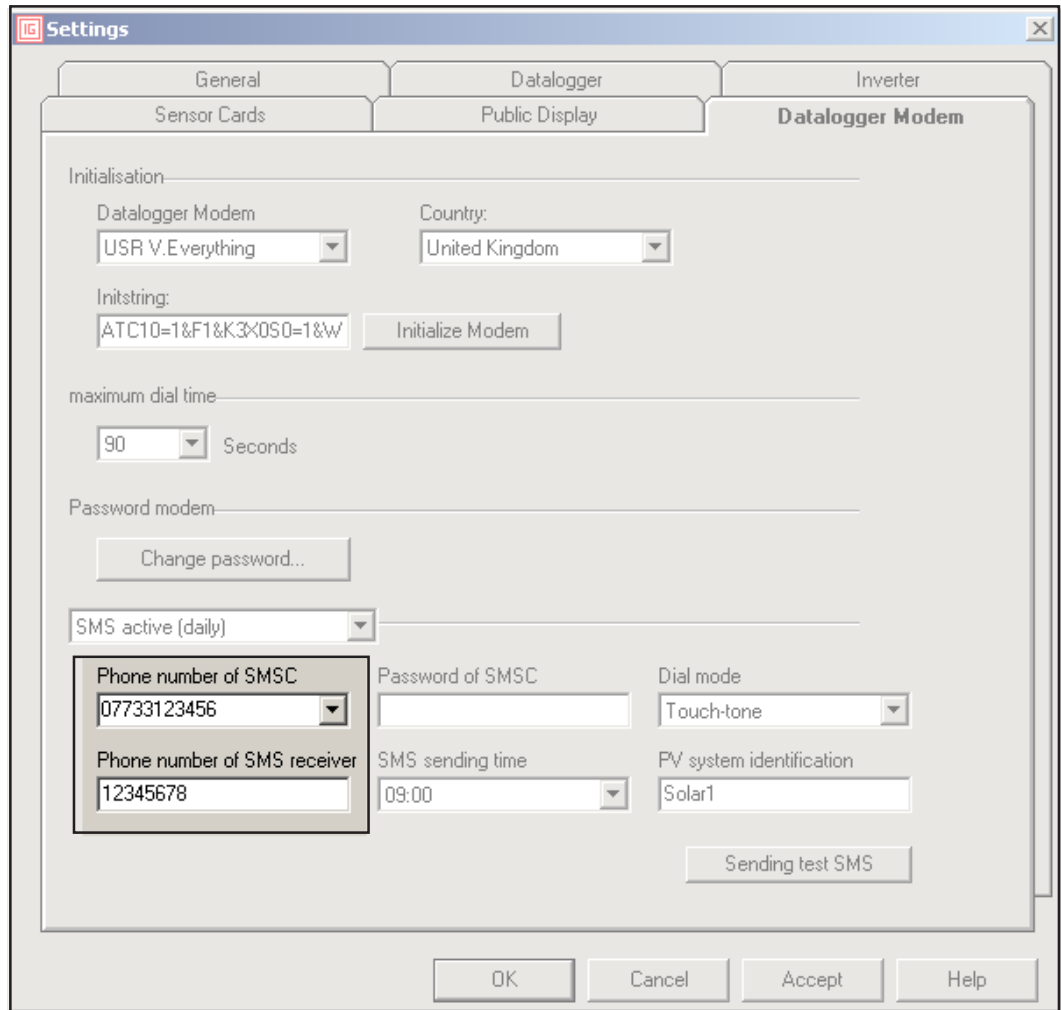 IG Settings
General Datalogger Inverter
Sensor Cards Public Display Datalogger Modem
Initialisation
Datalogger Modem Country:
USR V.Everything United Kingdom
Initstring:
ATC10=1&F1&K3X0S0=1&W Initialize Modem
maximum dial time
90 Seconds
Password modem
Change password...
SMS active (daily)
Phone number of SMSC Password of SMSC Dial mode
07733123456 Touch-tone
Phone number of SMS receiver SMS sending time PV system identification
12345678 09:00 Solar1
Sending test SMS
OK Cancel Accept Help